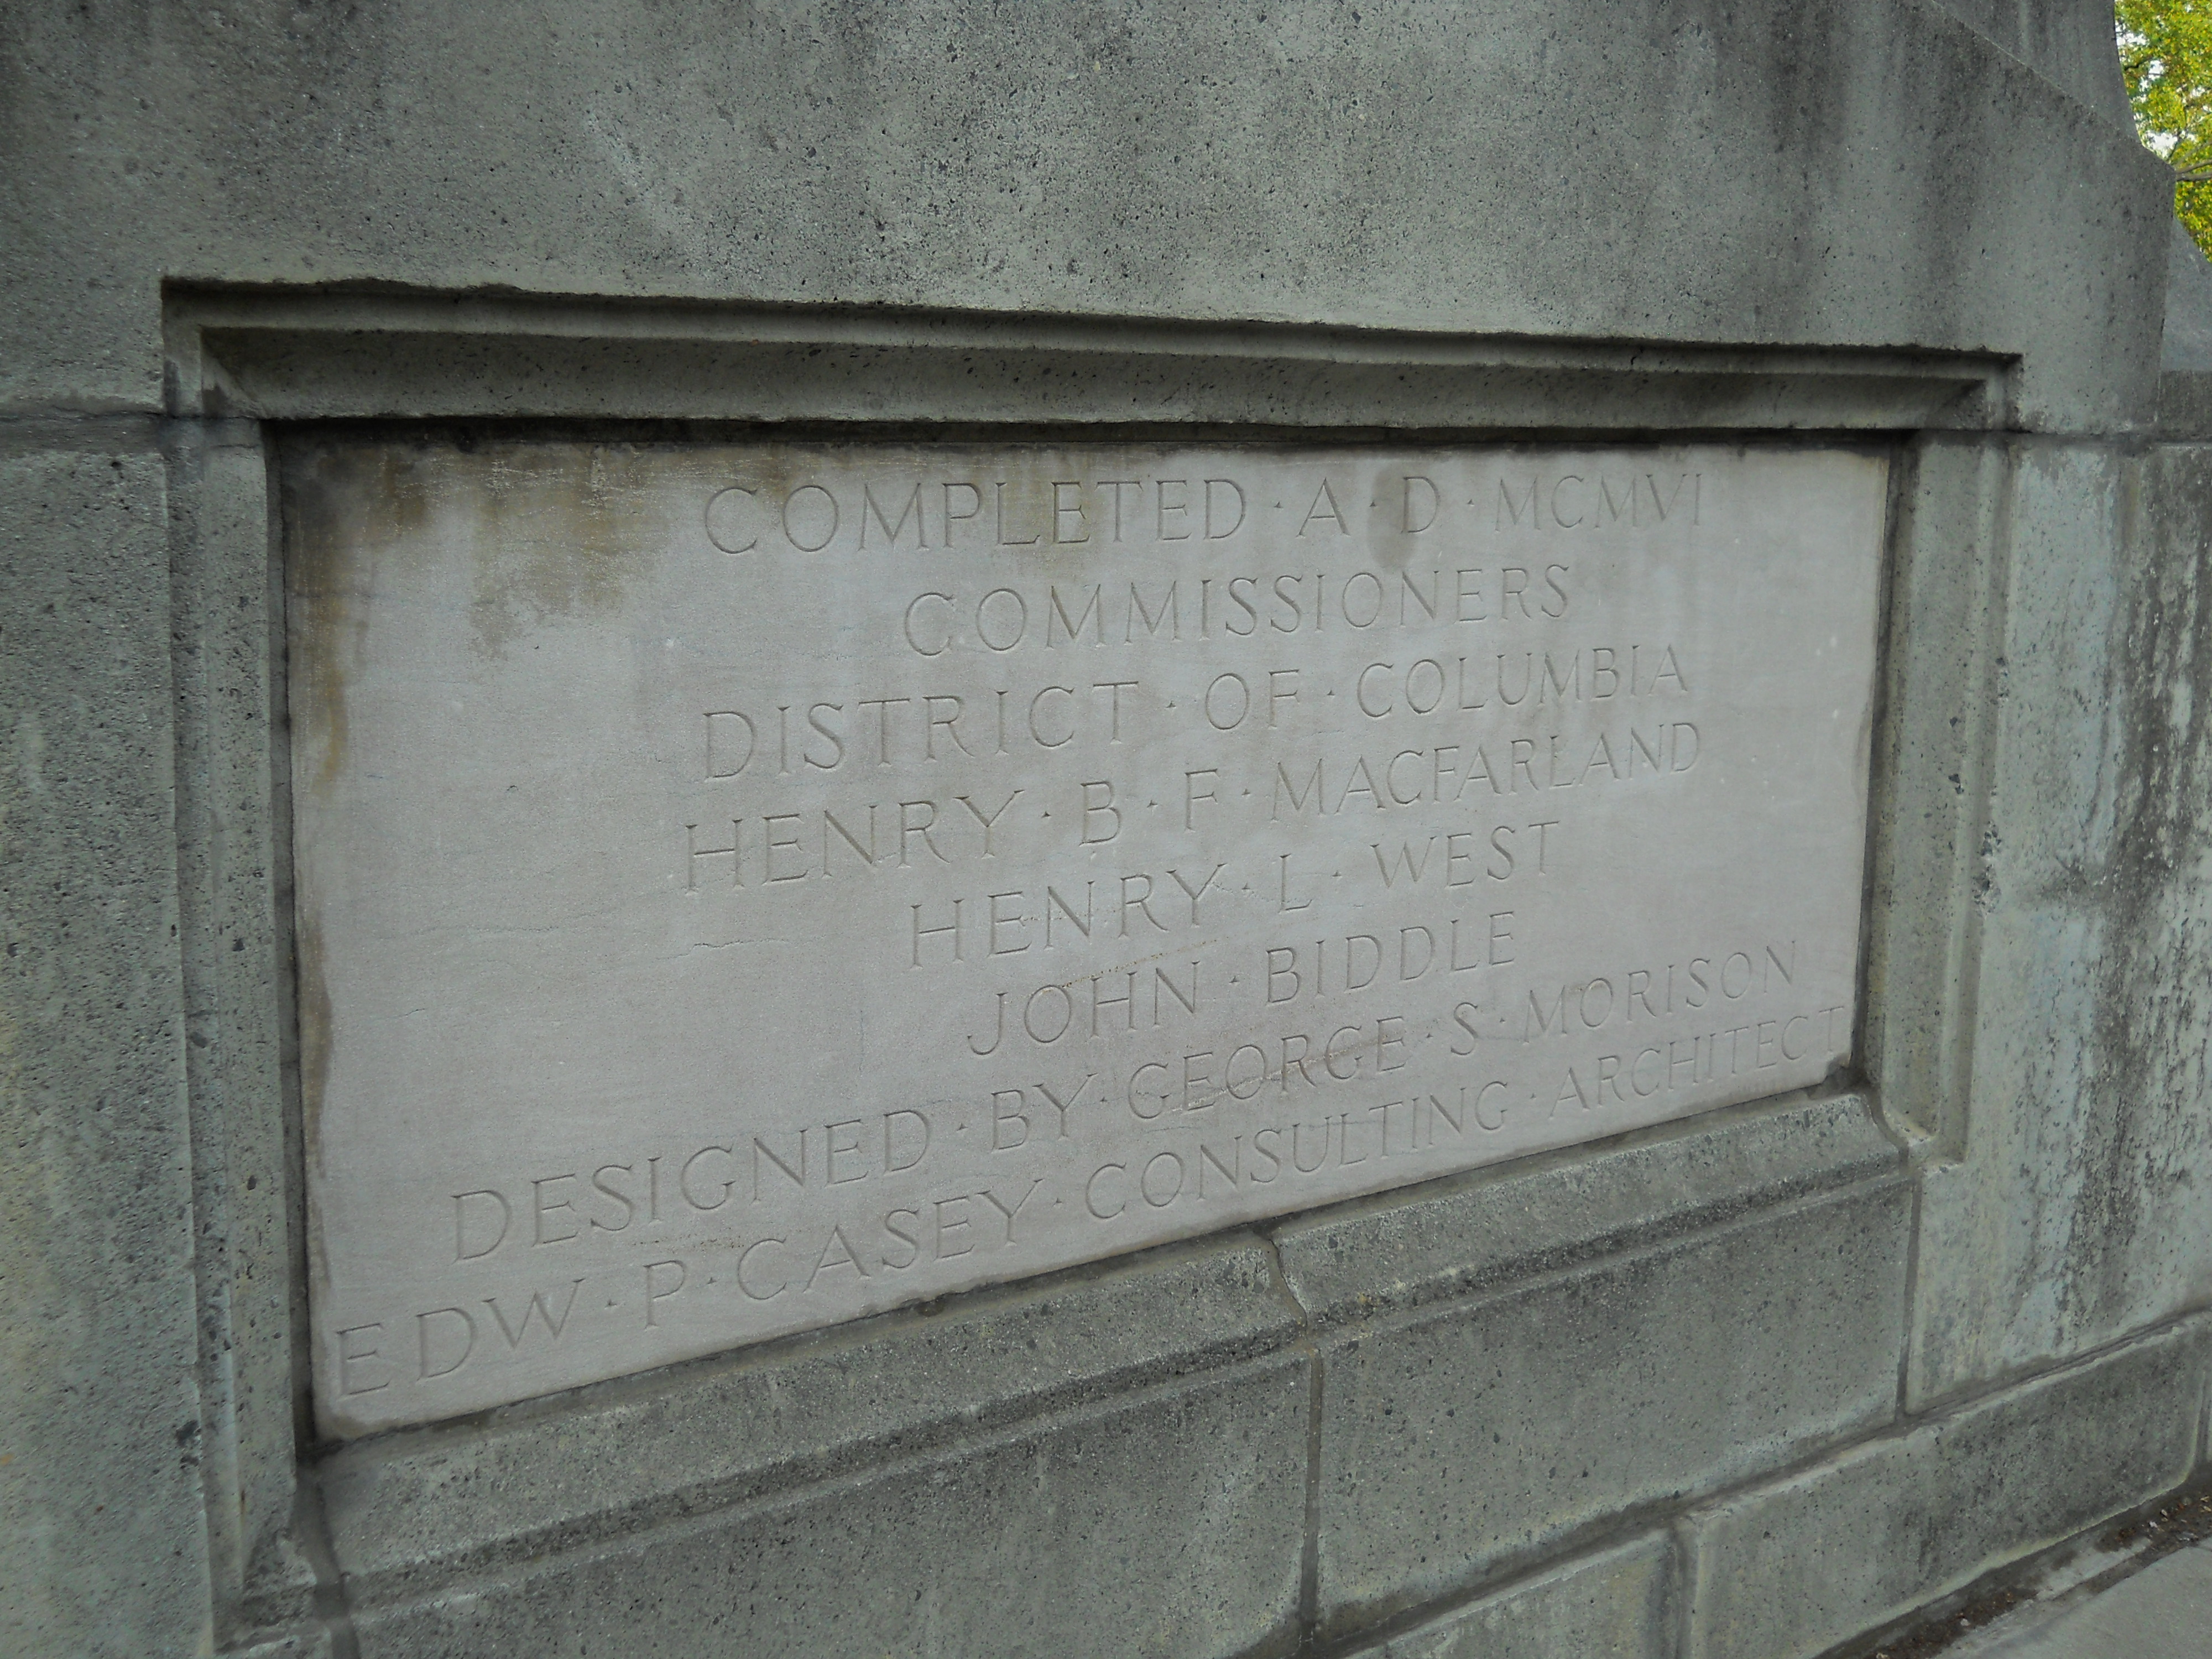 COMPLETED · A · D · MCMVI
COMMISSIONERS
DISTRICT · OF · COLUMBIA
HENRY · B · F · MACFARLAND
HENRY · L · WEST
JOHN · BIDDLE
DESIGNED · BY · GEORGE · S · MORISON
EDW · P · CASEY · CONSULTING · ARCHITECT